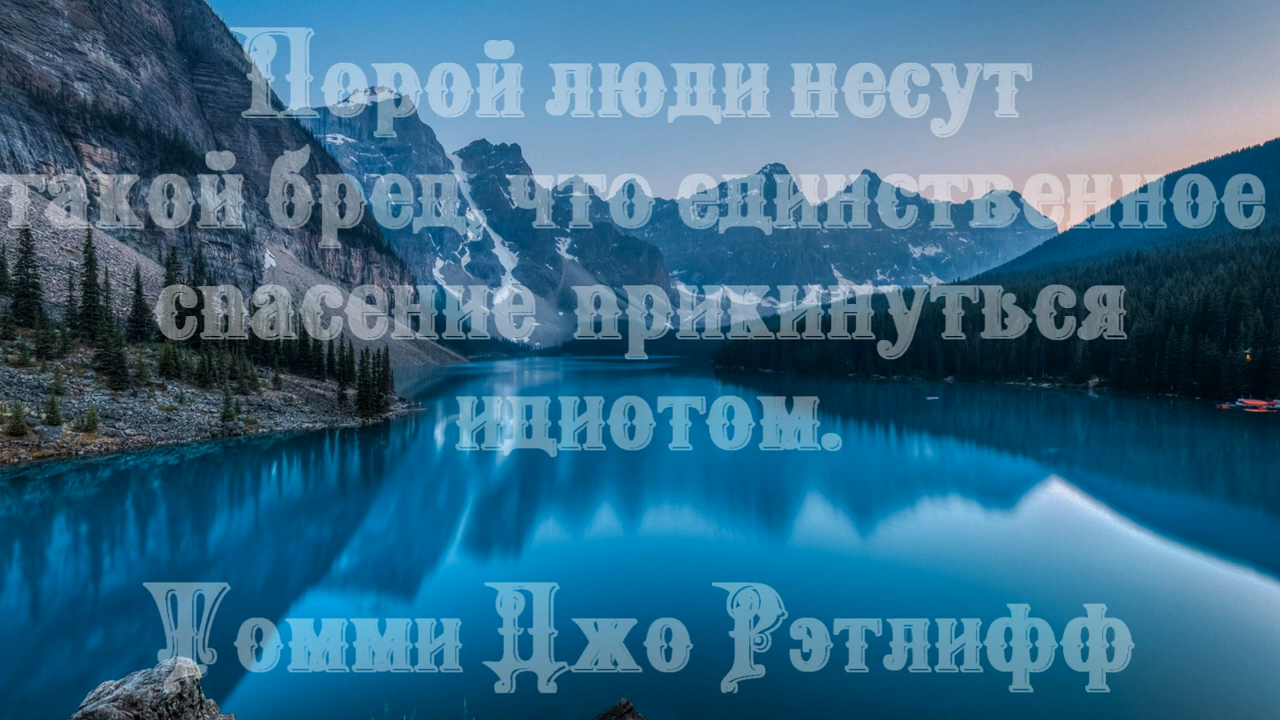 Порой люди несут
такой бред, что единственное
спасение прикинуться
идиотом.
Томми Джо Рэтлифф